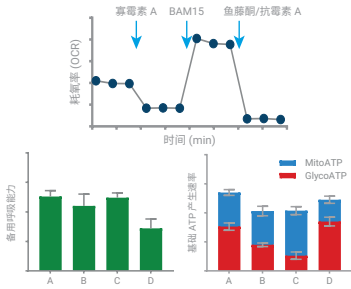 寡霉素 A BAM15 鱼藤酮/抗霉素 A
耗氧率 (OCR)
时间 (min)
备用呼吸能力
A B C D
基础 ATP 产生速率
MitoATP
GlycoATP
A B C D